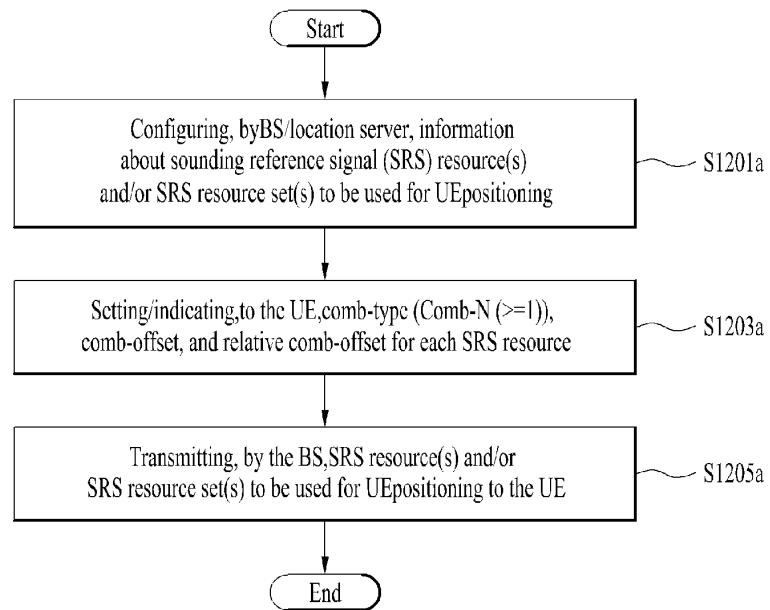 Start
Configuring, byBS/location server, information
about sounding reference signal (SRS) resource(s)
and/or SRS resource set(s) to be used for UEpositioning
S1201a
Setting/indicating,to the UE,comb-type (Comb-N (>=1)),
comb-offset, and relative comb-offset for each SRS resource
S1203a
Transmitting, by the BS,SRS resource(s) and/or
SRS resource set(s) to be used for UEpositioning to the UE
S1205a
End